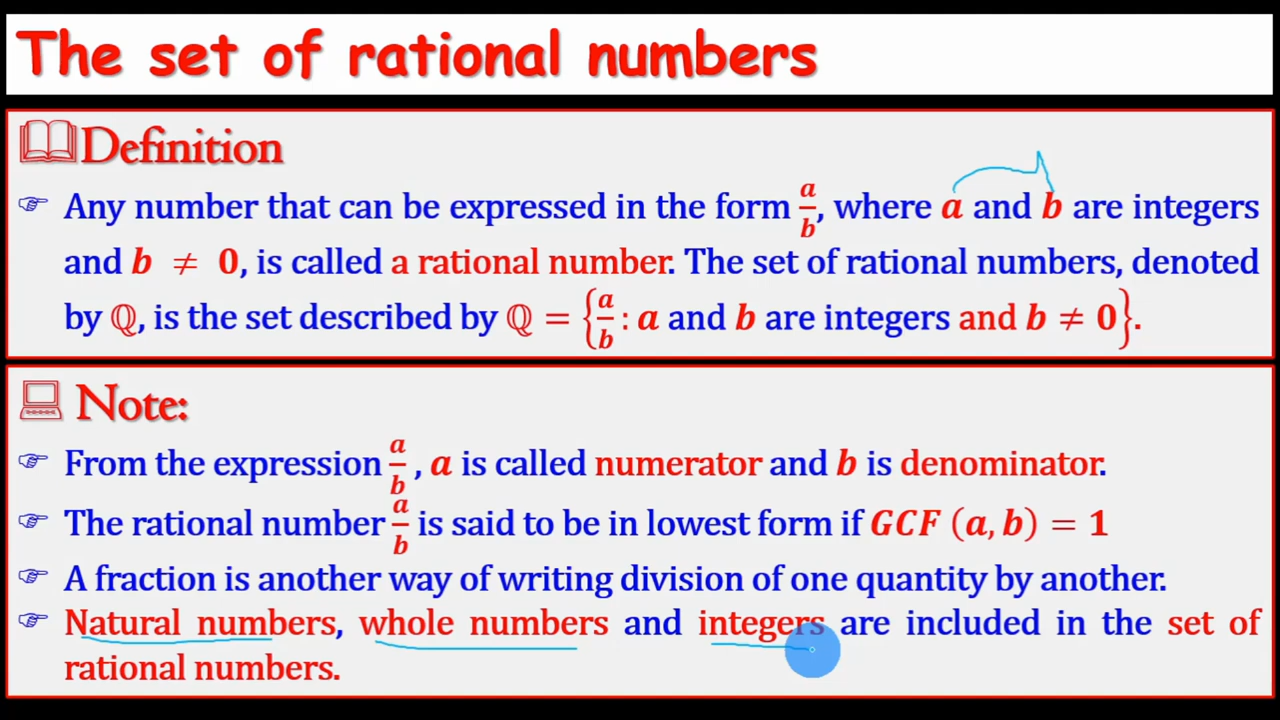 The set of rational numbers
Definition
☞ Any number that can be expressed in the form a/b, where a and b are integers
and b ≠ 0, is called a rational number. The set of rational numbers, denoted
by ℚ, is the set described by ℚ = {a/b : a and b are integers and b ≠ 0}.
Note:
☞ From the expression a/b , a is called numerator and b is denominator.
☞ The rational number a/b is said to be in lowest form if GCF (a, b) = 1
☞ A fraction is another way of writing division of one quantity by another.
☞ Natural numbers, whole numbers and integers are included in the set of
rational numbers.